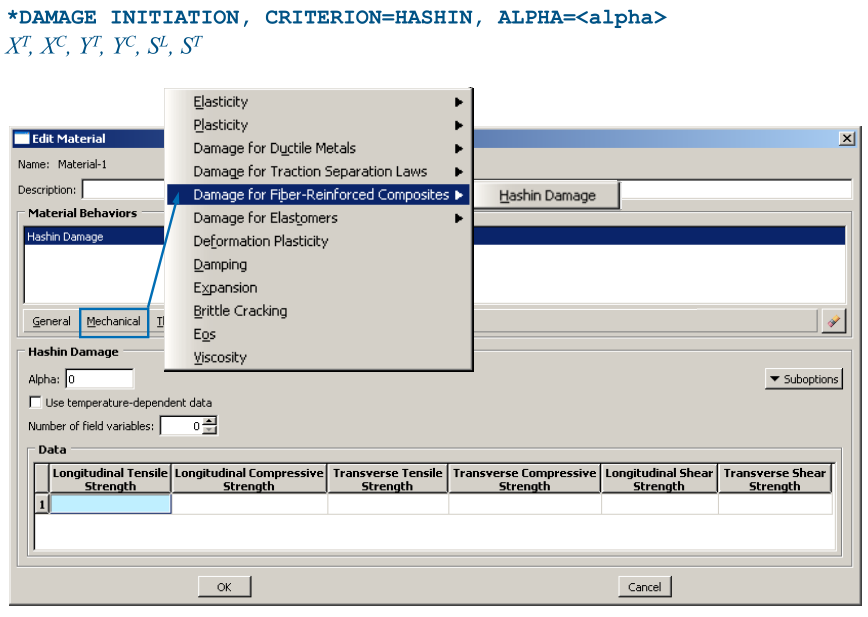 *DAMAGE INITIATION, CRITERION=HASHIN, ALPHA=<alpha>
X^T, X^C, Y^T, Y^C, S^L, S^T
Elasticity
Plasticity
Damage for Ductile Metals
Damage for Traction Separation Laws
Damage for Fiber-Reinforced Composites
Hashin Damage
Damage for Elastomers
Deformation Plasticity
Damping
Expansion
Brittle Cracking
Eos
Viscosity
Edit Material
Name: Material-1
Description:
Material Behaviors
Hashin Damage
General Mechanical
Hashin Damage
Alpha: 0
Suboptions
Use temperature-dependent data
Number of field variables: 0
Data
Longitudinal Tensile Strength Longitudinal Compressive Strength Transverse Tensile Strength Transverse Compressive Strength Longitudinal Shear Strength Transverse Shear Strength
1
OK Cancel